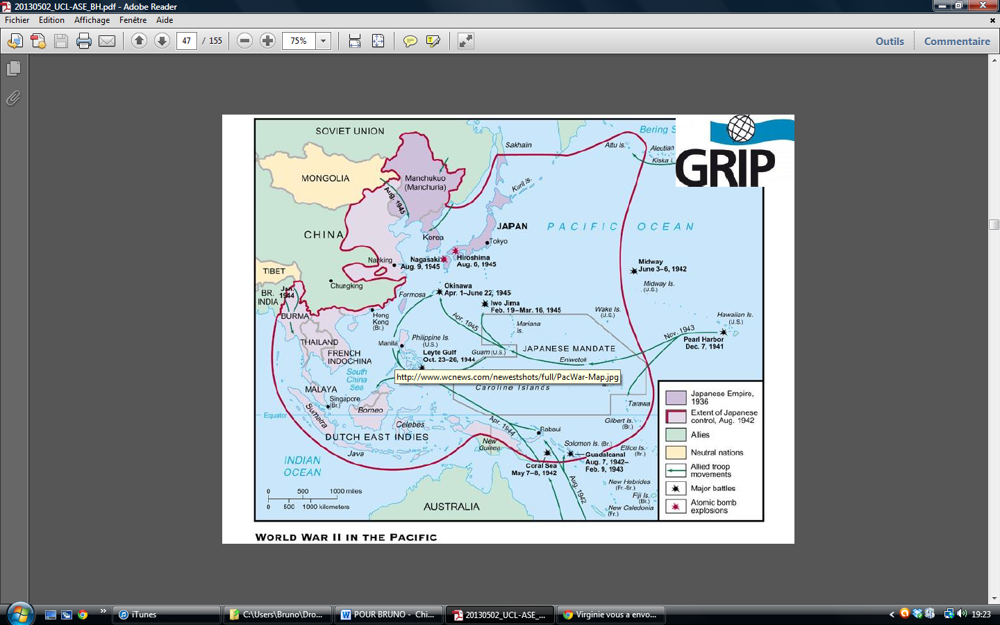 20130502_UCL-ASE_BH.pdf - Adobe Reader
Fichier Edition Affichage Fenêtre Aide
47 / 155 75% Outils Commentaire
SOVIET UNION
Sakhalin
Attu Is.
Bering S
Aleutian
Kiska I.
GRIP
MONGOLIA
Manchukuo
(Manchuria)
Kuril Is.
Aug. 1945
CHINA
Korea
JAPAN
Tokyo
PACIFIC OCEAN
Nanking
Nagasaki
Aug. 9, 1945
Hiroshima
Aug. 6, 1945
Midway
June 3–6, 1942
Midway Is.
(U.S.)
TIBET
Chungking
BR.
INDIA
Jan.
1944
BURMA
Formosa
Okinawa
Apr. 1–June 22, 1945
Iwo Jima
Feb. 19–Mar. 16, 1945
Wake Is.
(U.S.)
Hawaiian Is.
(U.S.)
Hong
Kong
(Br.)
Apr. 1945
Mariana
Is.
Nov. 1943
Pearl Harbor
Dec. 7, 1941
THAILAND
FRENCH
INDOCHINA
Manila
Philippine Is.
(U.S.)
Leyte Gulf
Oct. 23–26, 1944
Guam (U.S.)
JAPANESE MANDATE
Eniwetok
South
China
Sea
http://www.wcnews.com/newestshots/full/PacWar-Map.jpg
Caroline Islands
MALAYA
Singapore
(Br.)
Borneo
Sumatra
Equator
Celebes
DUTCH EAST INDIES
Java
Apr. 1944
New
Guinea
Rabaul
Tarawa
Gilbert Is.
(Br.)
Solomon Is. (Br.)
Ellice Is.
(Br.)
Guadalcanal
Aug. 7, 1942–
Feb. 9, 1943
Coral Sea
May 7–8, 1942
Aug. 1942
INDIAN
OCEAN
New Hebrides
(Fr.-Br.)
Fiji Is.
(Br.)
New Caledonia
(Fr.)
AUSTRALIA
0 500 1000 miles
0 500 1000 kilometers
Japanese Empire,
1936
Extent of Japanese
control, Aug. 1942
Allies
Neutral nations
Allied troop
movements
Major battles
Atomic bomb
explosions
WORLD WAR II IN THE PACIFIC
iTunes
C:\Users\Bruno\Dro...
POUR BRUNO - Chi...
20130502_UCL-ASE_...
Virginie vous a envo...
19:23